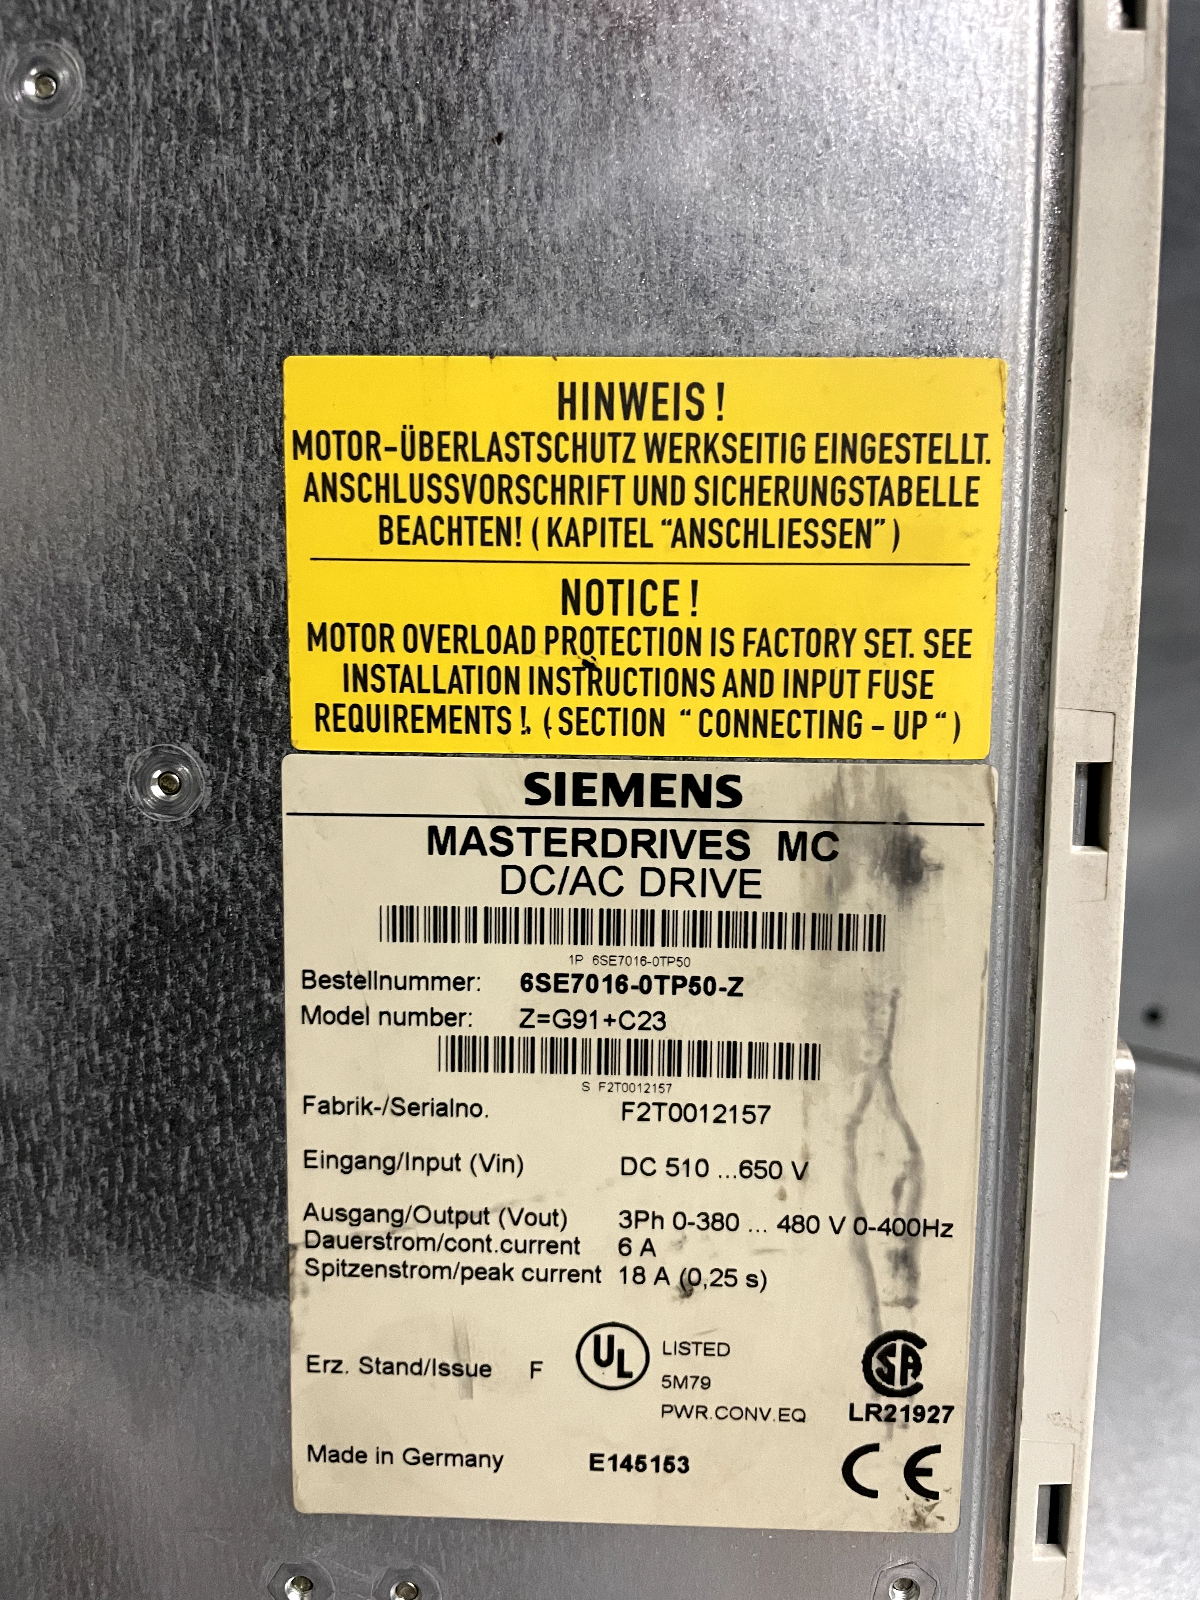 HINWEIS !
MOTOR-ÜBERLASTSCHUTZ WERKSEITIG EINGESTELLT.
ANSCHLUSSVORSCHRIFT UND SICHERUNGSTABELLE
BEACHTEN! ( KAPITEL "ANSCHLIESSEN" )
NOTICE !
MOTOR OVERLOAD PROTECTION IS FACTORY SET. SEE
INSTALLATION INSTRUCTIONS AND INPUT FUSE
REQUIREMENTS !, ( SECTION " CONNECTING - UP " )
SIEMENS
MASTERDRIVES MC
DC/AC DRIVE
1P 6SE7016-0TP50
Bestellnummer: 6SE7016-0TP50-Z
Model number: Z=G91+C23
S F2T0012157
Fabrik-/Serialno. F2T0012157
Eingang/Input (Vin) DC 510 ...650 V
Ausgang/Output (Vout) 3Ph 0-380 ... 480 V 0-400Hz
Dauerstrom/cont.current 6 A
Spitzenstrom/peak current 18 A (0,25 s)
Erz. Stand/Issue F
UL LISTED
5M79
PWR.CONV.EQ
SA
LR21927
Made in Germany E145153
CE